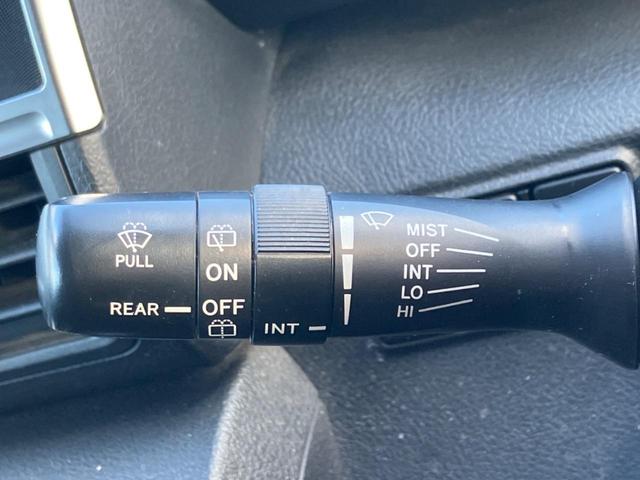 PULL
REAR
ON
OFF
INT
MIST
OFF
INT
LO
HI